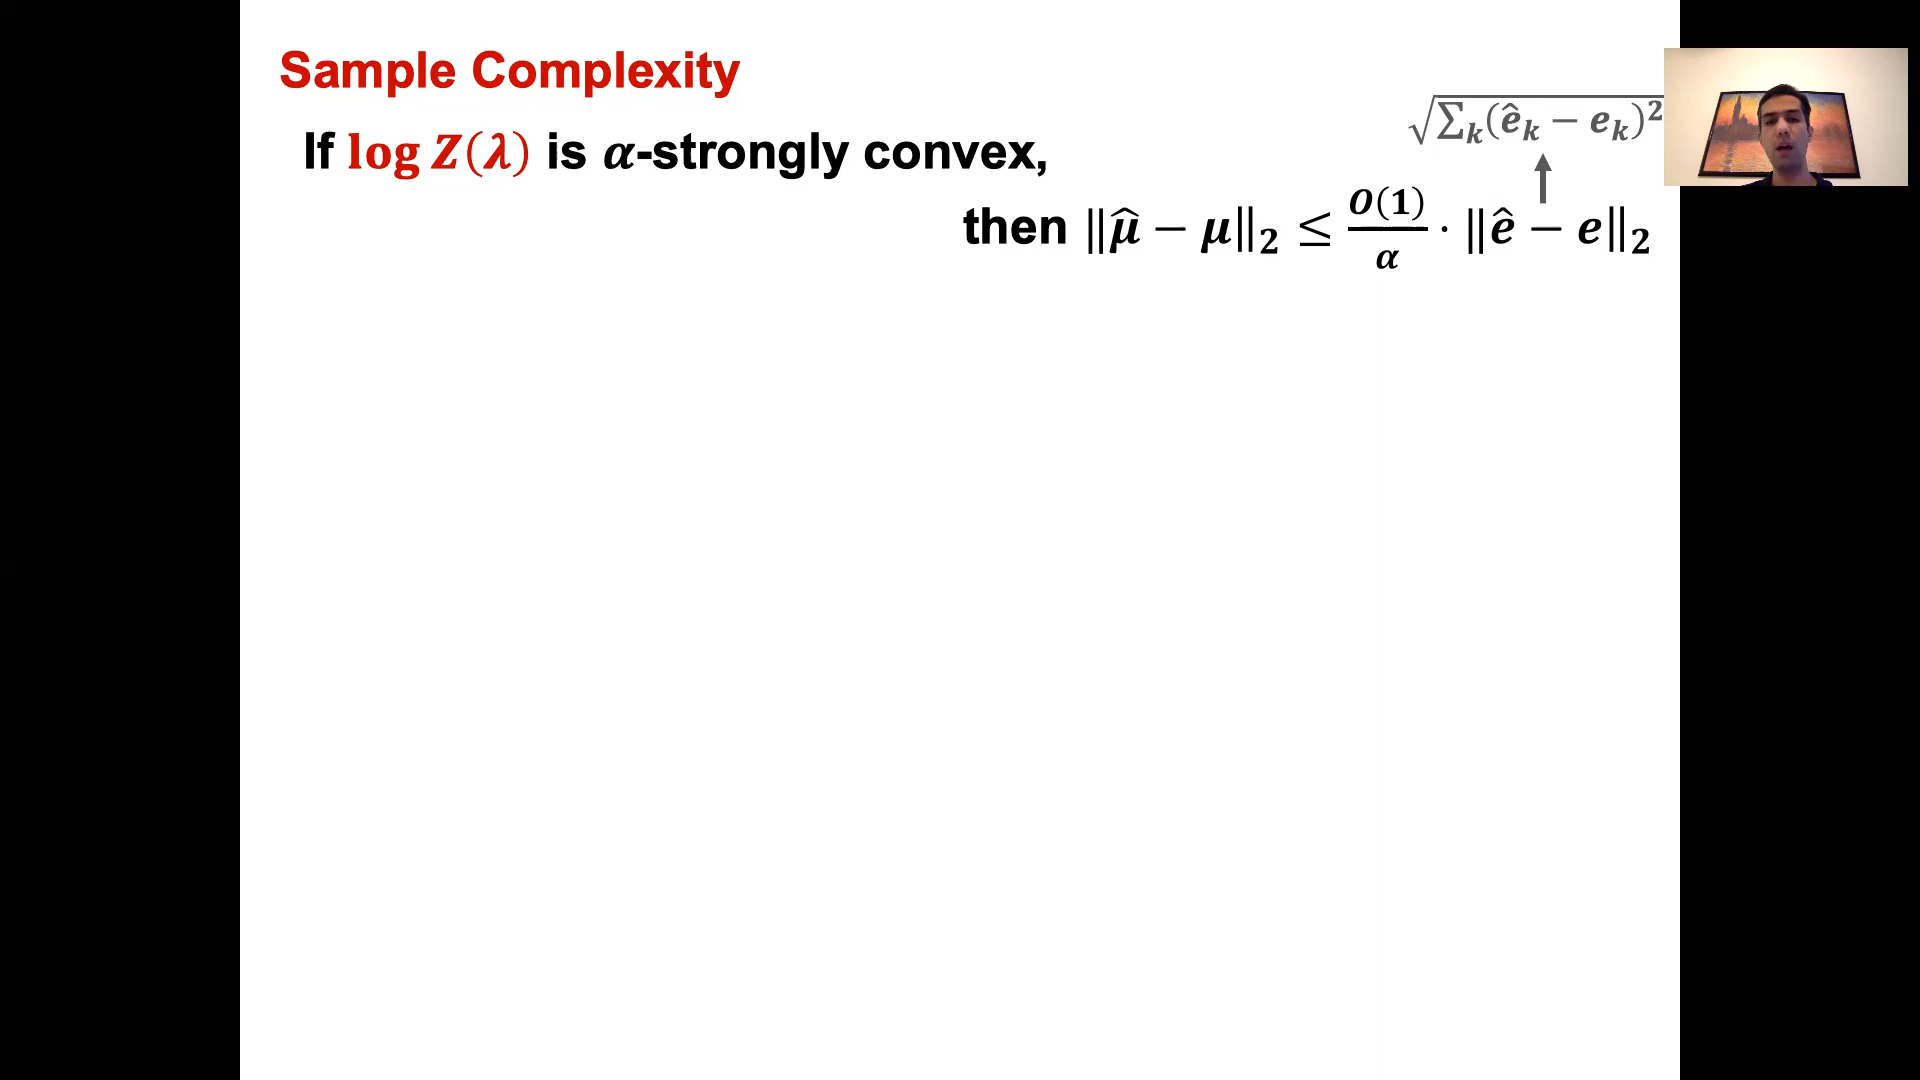 Sample Complexity
If log Z(λ) is α-strongly convex,
√∑ₖ(êₖ − eₖ)²
then ‖μ̂ − μ‖₂ ≤ O(1)/α · ‖ê − e‖₂